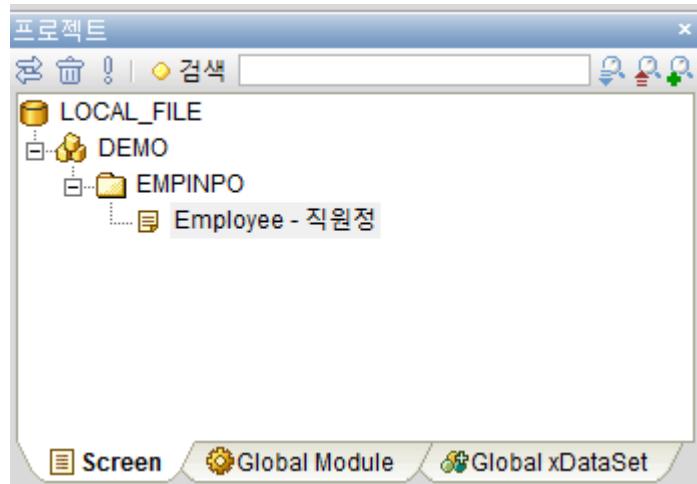 프로젝트
검색
LOCAL_FILE
DEMO
EMPINPO
Employee - 직원정
Screen Global Module Global xDataSet